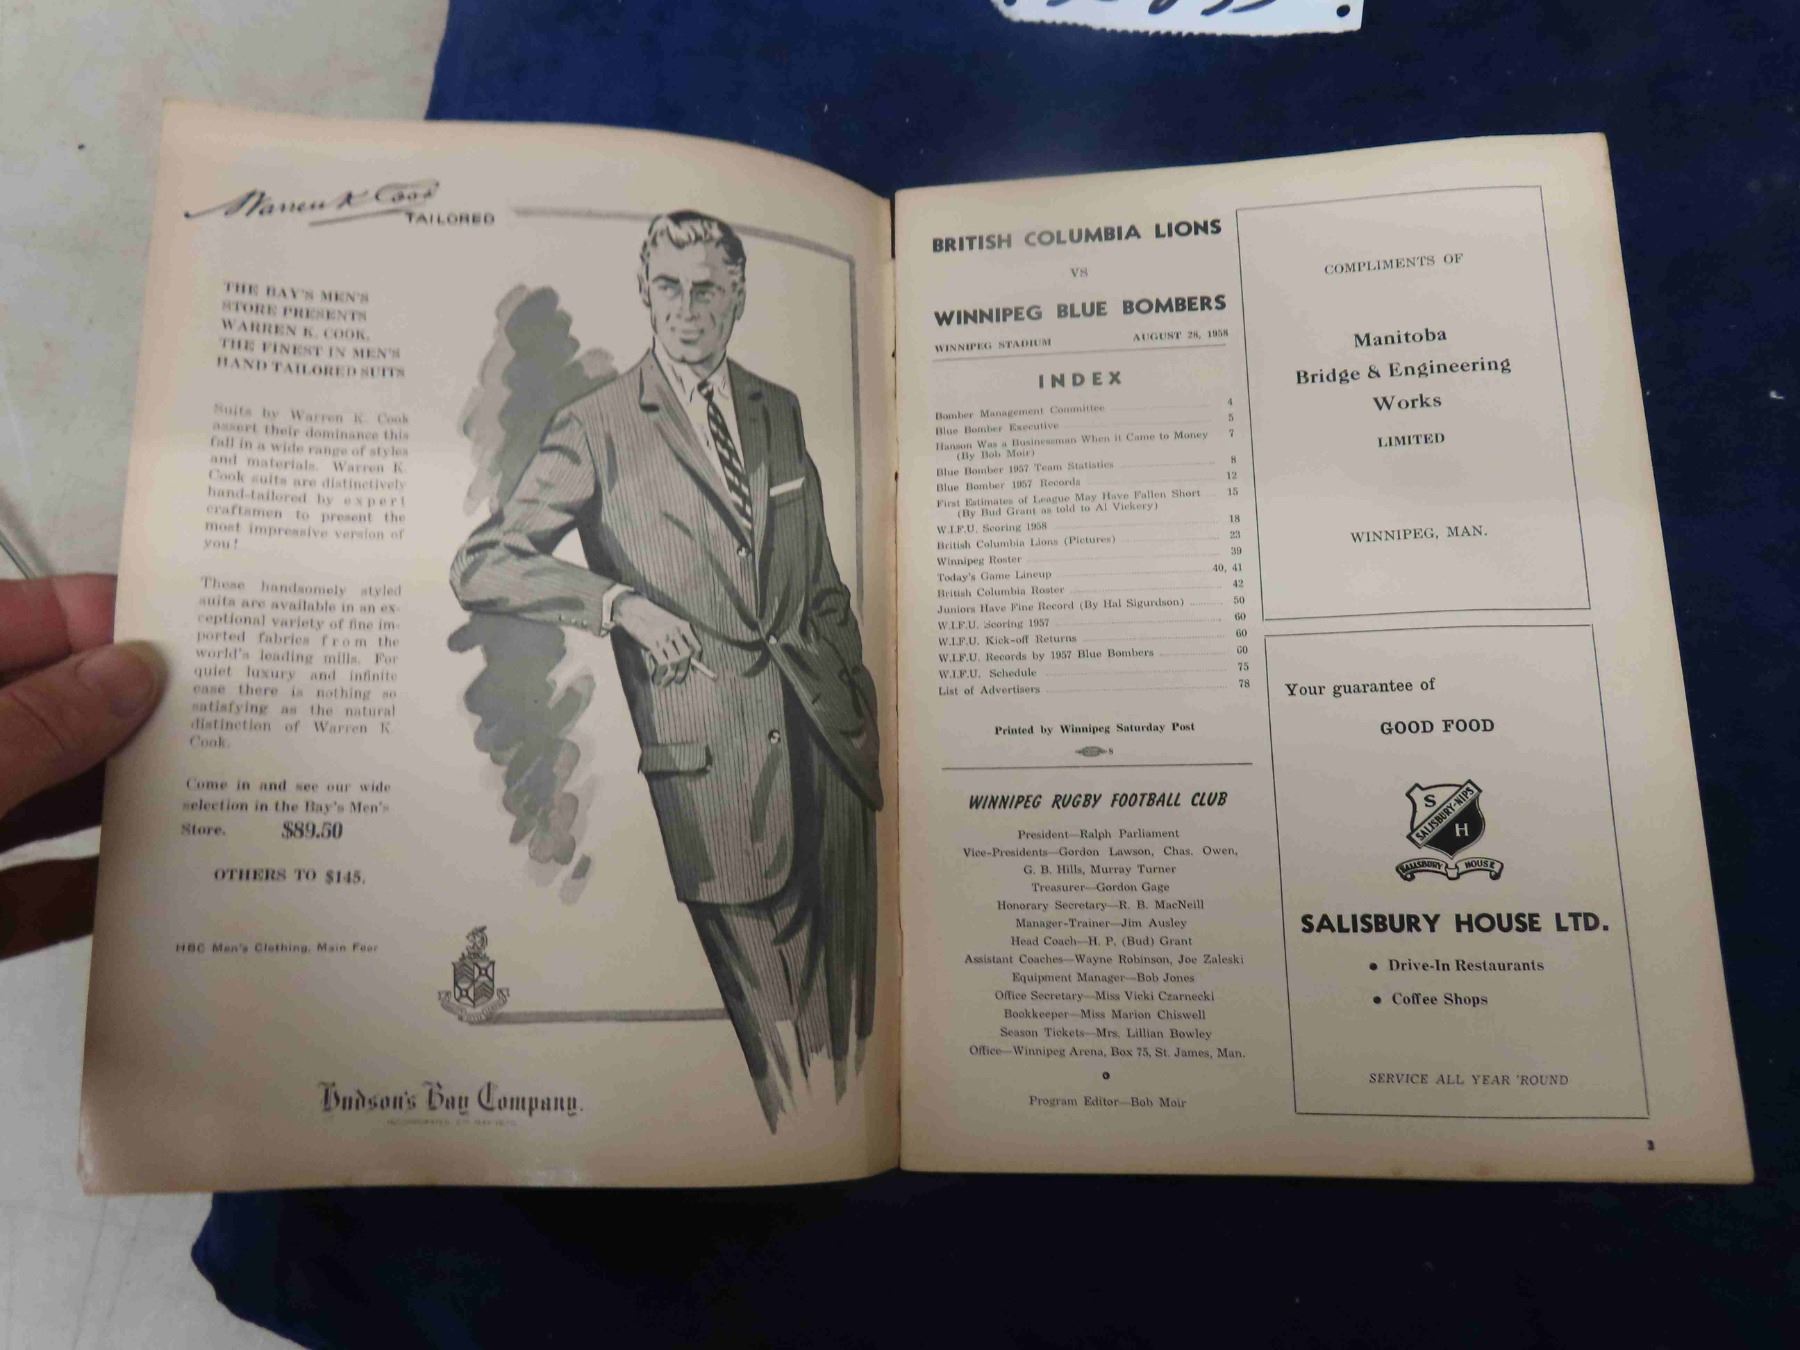 Warren K Cook
TAILORED
THE BAY'S MEN'S
STORE PRESENTS
WARREN K. COOK,
THE FINEST IN MEN'S
HAND TAILORED SUITS
Suits by Warren K. Cook
assert their dominance this
fall in a wide range of styles
and materials. Warren K.
Cook suits are distinctively
hand-tailored by expert
craftsmen to present the
most impressive version of
you!
These handsomely styled
suits are available in an ex-
ceptional variety of fine im-
ported fabrics from the
world's leading mills. For
quiet luxury and infinite
ease there is nothing so
satisfying as the natural
distinction of Warren K.
Cook.
Come in and see our wide
selection in the Bay's Men's
Store. $89.50
OTHERS TO $145.
HBC Men's Clothing, Main Foor
Hudson's Bay Company.
BRITISH COLUMBIA LIONS
VS
WINNIPEG BLUE BOMBERS
WINNIPEG STADIUM AUGUST 28, 1958
INDEX
Bomber Management Committee 4
Blue Bomber Executive 5
Hanson Was a Businessman When it Came to Money 7
(By Bob Moir)
Blue Bomber 1957 Team Statistics 8
Blue Bomber 1957 Records 12
First Estimates of League May Have Fallen Short 15
(By Bud Grant as told to Al Vickery)
W.I.F.U. Scoring 1958 18
British Columbia Lions (Pictures) 23
Winnipeg Roster 39
Today's Game Lineup 40, 41
British Columbia Roster 42
Juniors Have Fine Record (By Hal Sigurdson) 50
W.I.F.U. Scoring 1957 60
W.I.F.U. Kick-off Returns 60
W.I.F.U. Records by 1957 Blue Bombers 60
W.I.F.U. Schedule 75
List of Advertisers 78
Printed by Winnipeg Saturday Post
8
WINNIPEG RUGBY FOOTBALL CLUB
President—Ralph Parliament
Vice-Presidents—Gordon Lawson, Chas. Owen,
G. B. Hills, Murray Turner
Treasurer—Gordon Gage
Honorary Secretary—R. B. MacNeill
Manager-Trainer—Jim Ausley
Head Coach—H. P. (Bud) Grant
Assistant Coaches—Wayne Robinson, Joe Zaleski
Equipment Manager—Bob Jones
Office Secretary—Miss Vicki Czarnecki
Bookkeeper—Miss Marion Chiswell
Season Tickets—Mrs. Lillian Bowley
Office—Winnipeg Arena, Box 75, St. James, Man.
Program Editor—Bob Moir
COMPLIMENTS OF
Manitoba
Bridge & Engineering
Works
LIMITED
WINNIPEG, MAN.
Your guarantee of
GOOD FOOD
S
SALISBURY-NIPS
H
SALISBURY HOUSE
SALISBURY HOUSE LTD.
• Drive-In Restaurants
• Coffee Shops
SERVICE ALL YEAR 'ROUND
3